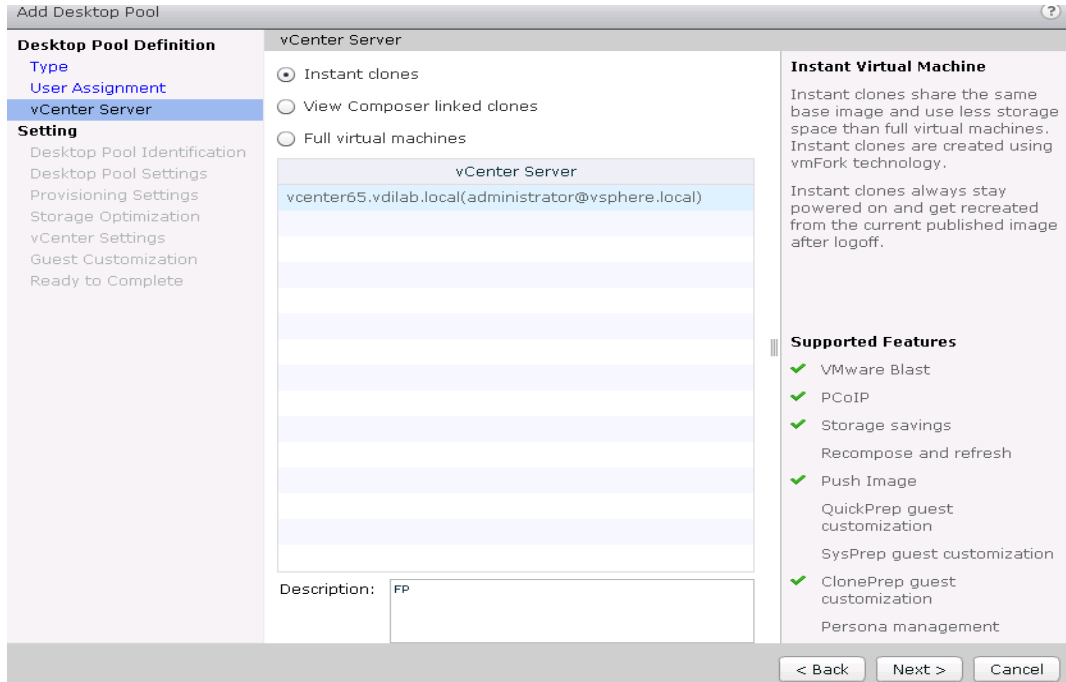 Add Desktop Pool
?
Desktop Pool Definition
Type
User Assignment
vCenter Server
Setting
Desktop Pool Identification
Desktop Pool Settings
Provisioning Settings
Storage Optimization
vCenter Settings
Guest Customization
Ready to Complete
vCenter Server
Instant clones
View Composer linked clones
Full virtual machines
vCenter Server
vcenter65.vdilab.local(administrator@vsphere.local)
Description:
FP
Instant Virtual Machine
Instant clones share the same
base image and use less storage
space than full virtual machines.
Instant clones are created using
vmFork technology.
Instant clones always stay
powered on and get recreated
from the current published image
after logoff.
Supported Features
VMware Blast
PCoIP
Storage savings
Recompose and refresh
Push Image
QuickPrep guest
customization
SysPrep guest customization
ClonePrep guest
customization
Persona management
< Back
Next >
Cancel